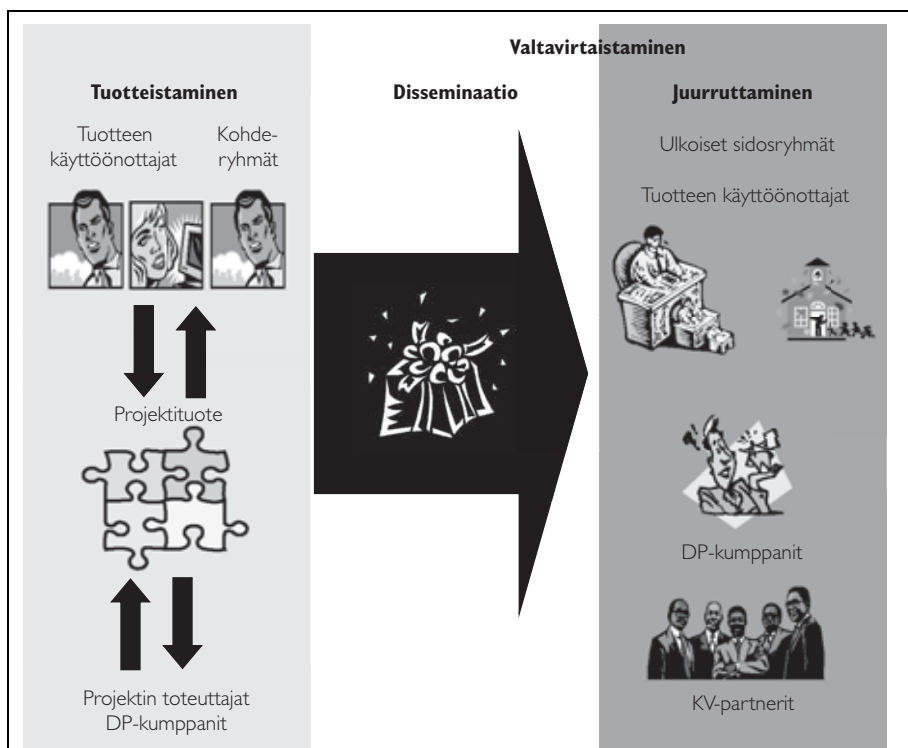 Valtavirtaistaminen
Tuotteistaminen
Disseminaatio
Juurruttaminen
Tuotteen
käyttöönottajat
Kohde-
ryhmät
Projektituote
Projektin toteuttajat
DP-kumppanit
Ulkoiset sidosryhmät
Tuotteen käyttöönottajat
DP-kumppanit
KV-partnerit